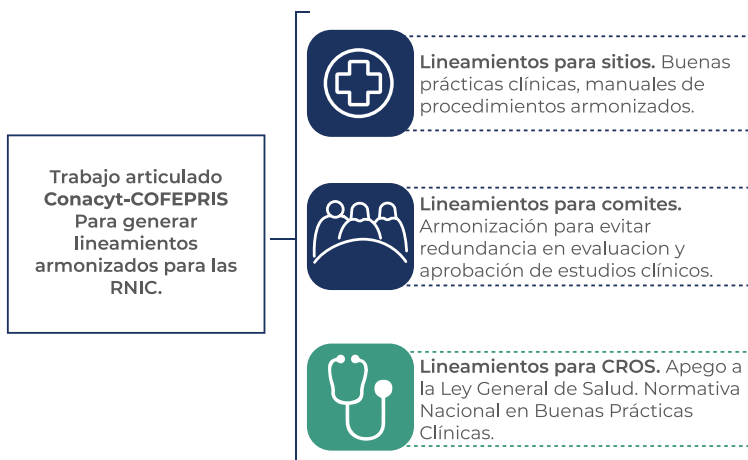 Trabajo articulado
Conacyt-COFEPRIS
Para generar
lineamientos
armonizados para las
RNIC.
Lineamientos para sitios. Buenas
prácticas clínicas, manuales de
procedimientos armonizados.
Lineamientos para comites.
Armonización para evitar
redundancia en evaluacion y
aprobación de estudios clínicos.
Lineamientos para CROS. Apego a
la Ley General de Salud. Normativa
Nacional en Buenas Prácticas
Clínicas.